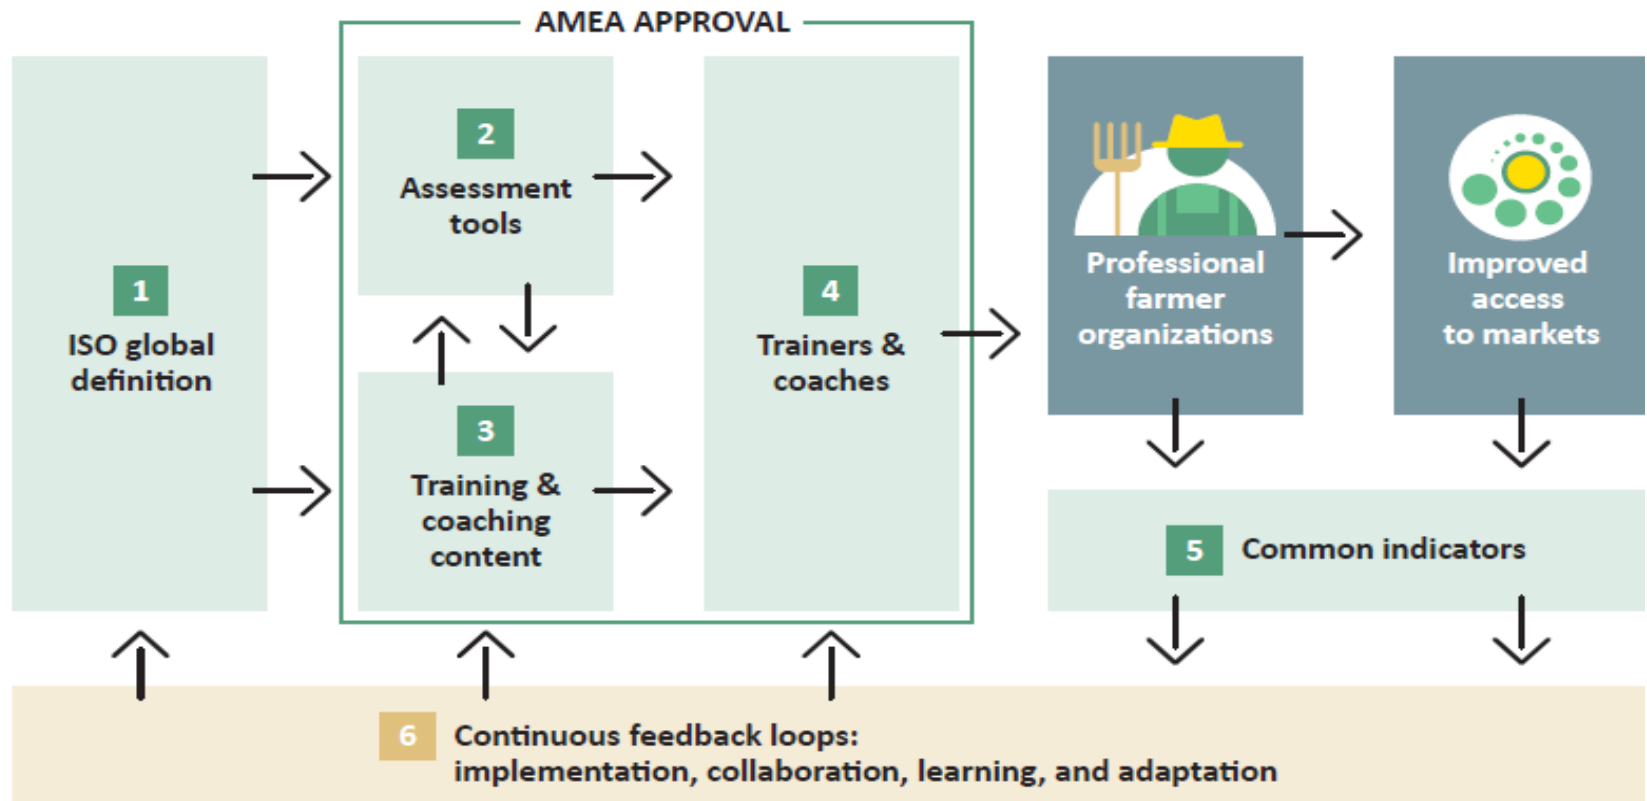 AMEA APPROVAL
1
ISO global
definition
2
Assessment
tools
3
Training &
coaching
content
4
Trainers &
coaches
Professional
farmer
organizations
Improved
access
to markets
5 Common indicators
6 Continuous feedback loops:
implementation, collaboration, learning, and adaptation